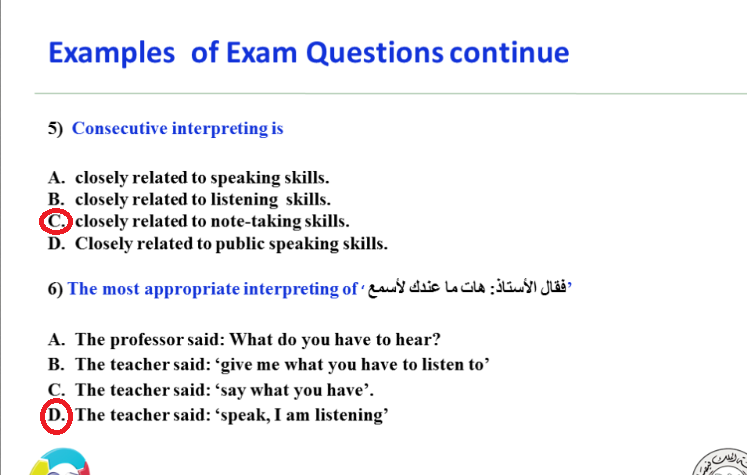 Examples of Exam Questions continue
5) Consecutive interpreting is
A. closely related to speaking skills.
B. closely related to listening skills.
C. closely related to note-taking skills.
D. Closely related to public speaking skills.
6) The most appropriate interpreting of ‘فقال الأستاذ: هات ما عندك لأسمع’
A. The professor said: What do you have to hear?
B. The teacher said: ‘give me what you have to listen to’
C. The teacher said: ‘say what you have’.
D. The teacher said: ‘speak, I am listening’